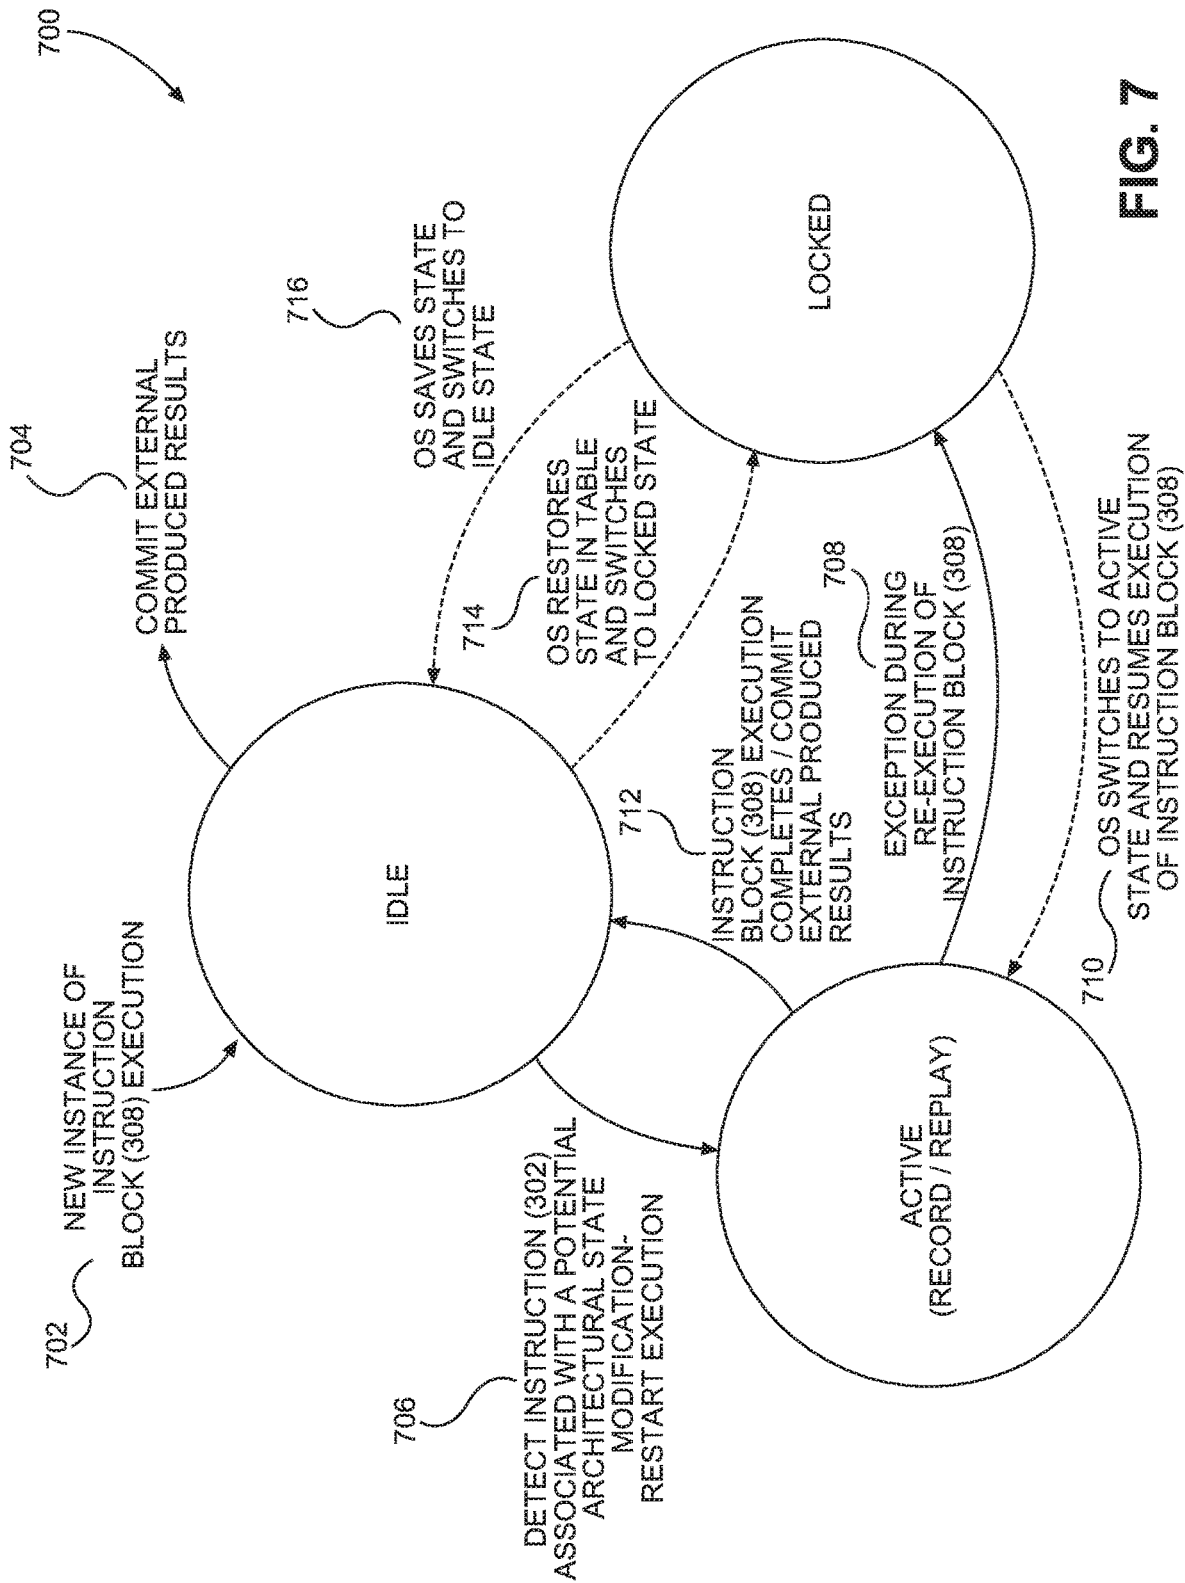 700
704
COMMIT EXTERNAL
PRODUCED RESULTS
702
NEW INSTANCE OF
INSTRUCTION
BLOCK (308) EXECUTION
716
OS SAVES STATE
AND SWITCHES TO
IDLE STATE
IDLE
714
OS RESTORES
STATE IN TABLE
AND SWITCHES
TO LOCKED STATE
706
DETECT INSTRUCTION (302)
ASSOCIATED WITH A POTENTIAL
ARCHITECTURAL STATE
MODIFICATION-
RESTART EXECUTION
712
INSTRUCTION
BLOCK (308) EXECUTION
COMPLETES / COMMIT
EXTERNAL PRODUCED
RESULTS
LOCKED
708
EXCEPTION DURING
RE-EXECUTION OF
INSTRUCTION BLOCK (308)
ACTIVE
(RECORD / REPLAY)
710
OS SWITCHES TO ACTIVE
STATE AND RESUMES EXECUTION
OF INSTRUCTION BLOCK (308)
FIG. 7